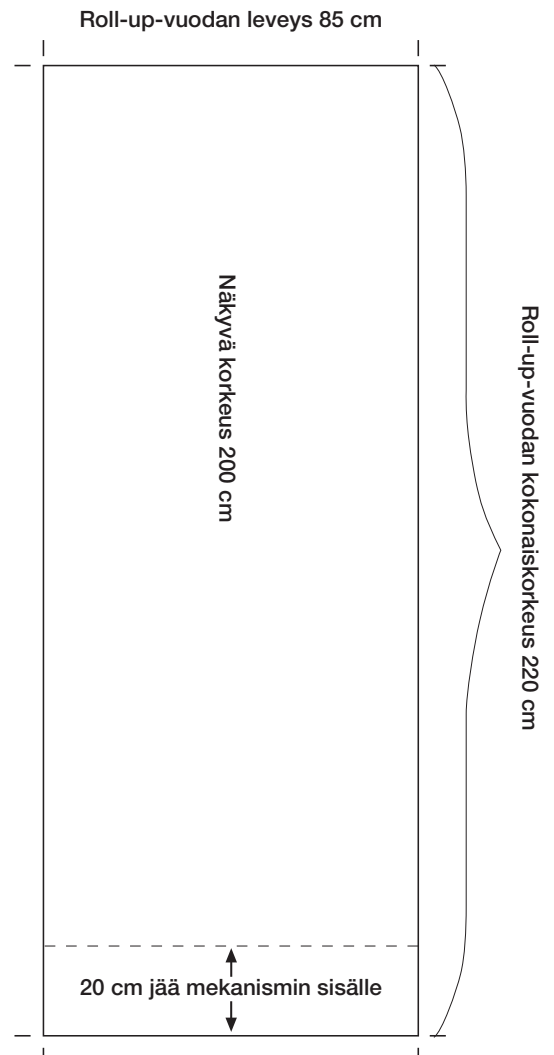 Roll-up-vuodan leveys 85 cm
Näkyvä korkeus 200 cm
Roll-up-vuodan kokonaiskorkeus 220 cm
20 cm jää mekanismin sisälle